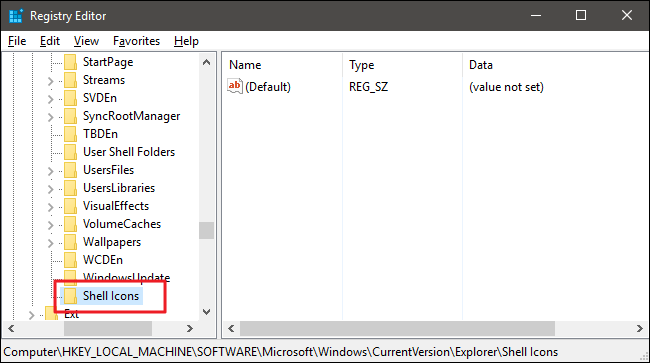 Registry Editor
File Edit View Favorites Help
StartPage
Streams
SVDEn
SyncRootManager
TBDEn
User Shell Folders
UsersFiles
UsersLibraries
VisualEffects
VolumeCaches
Wallpapers
WCDEn
WindowsUpdate
Shell Icons
Ext
Name Type Data
ab (Default) REG_SZ (value not set)
Computer\HKEY_LOCAL_MACHINE\SOFTWARE\Microsoft\Windows\CurrentVersion\Explorer\Shell Icons